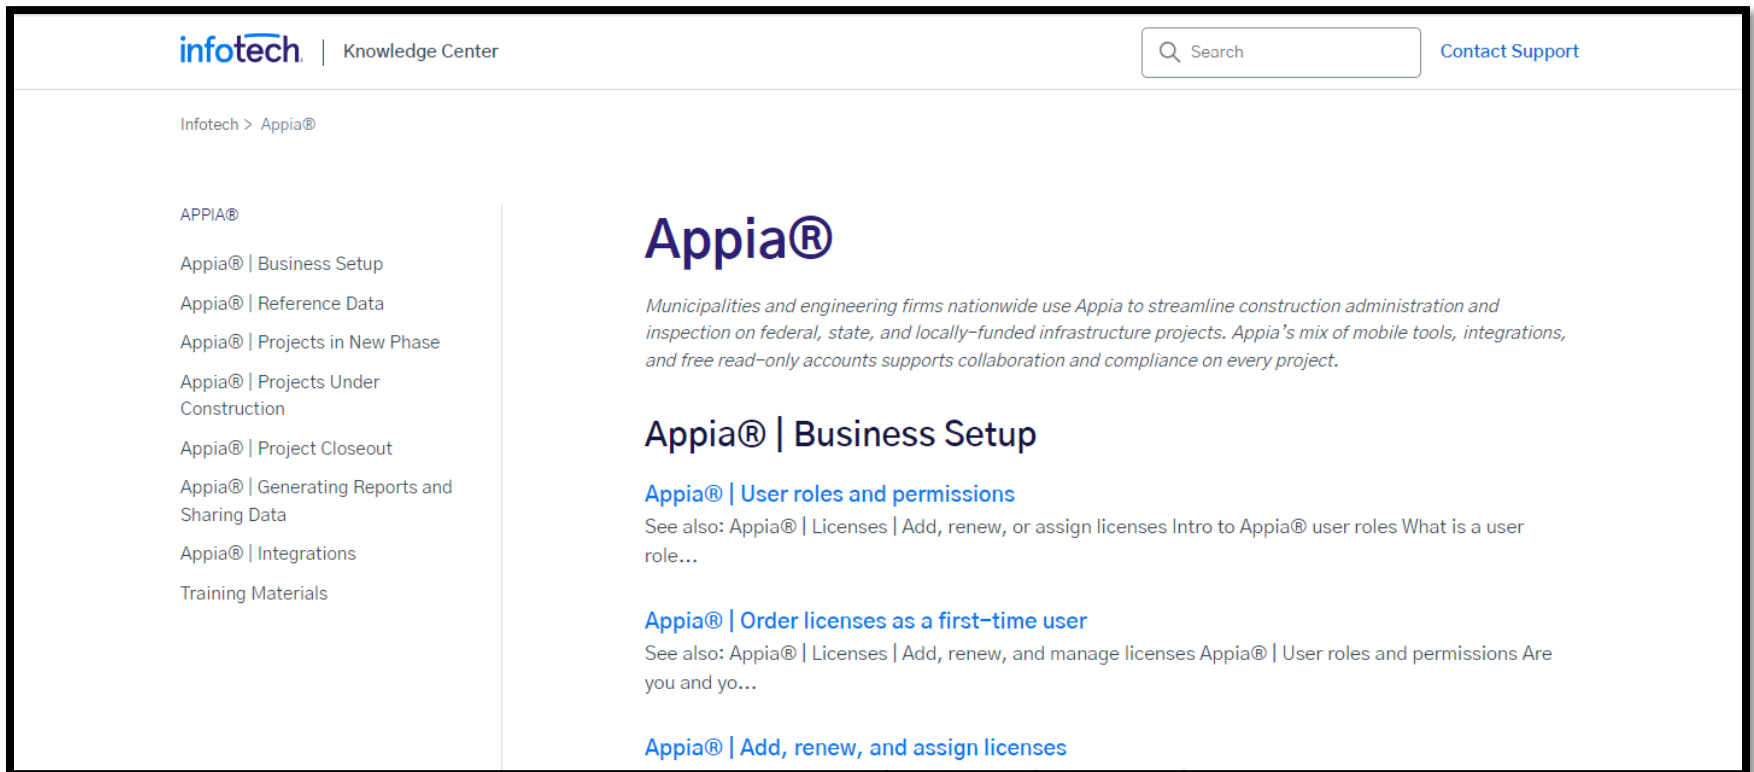 infotech
Knowledge Center
Search
Contact Support
Infotech > Appia®
APPIA®
Appia® | Business Setup
Appia® | Reference Data
Appia® | Projects in New Phase
Appia® | Projects Under
Construction
Appia® | Project Closeout
Appia® | Generating Reports and
Sharing Data
Appia® | Integrations
Training Materials
Appia®
Municipalities and engineering firms nationwide use Appia to streamline construction administration and
inspection on federal, state, and locally-funded infrastructure projects. Appia's mix of mobile tools, integrations,
and free read-only accounts supports collaboration and compliance on every project.
Appia® | Business Setup
Appia® | User roles and permissions
See also: Appia® | Licenses | Add, renew, or assign licenses Intro to Appia® user roles What is a user
role...
Appia® | Order licenses as a first-time user
See also: Appia® | Licenses | Add, renew, and manage licenses Appia® | User roles and permissions Are
you and yo...
Appia® | Add, renew, and assign licenses